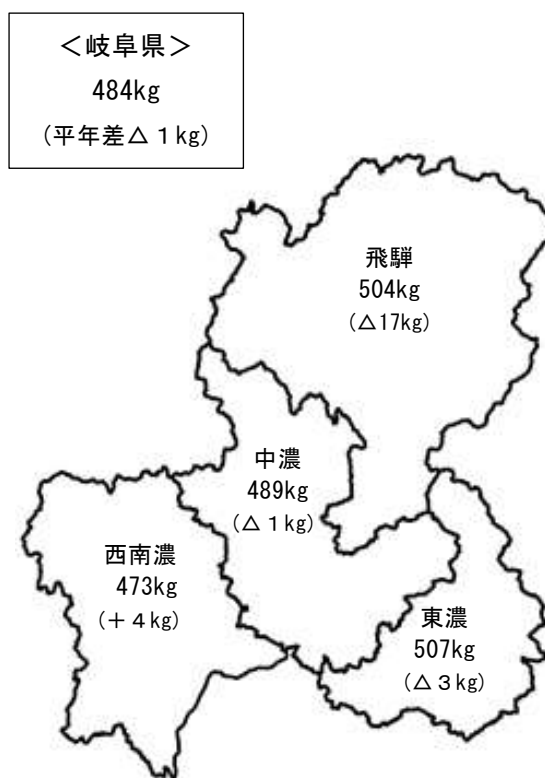 ＜岐阜県＞
484kg
(平年差△１kg)
飛騨
504kg
(△17kg)
中濃
489kg
(△１kg)
西南濃
473kg
(＋４kg)
東濃
507kg
(△３kg)